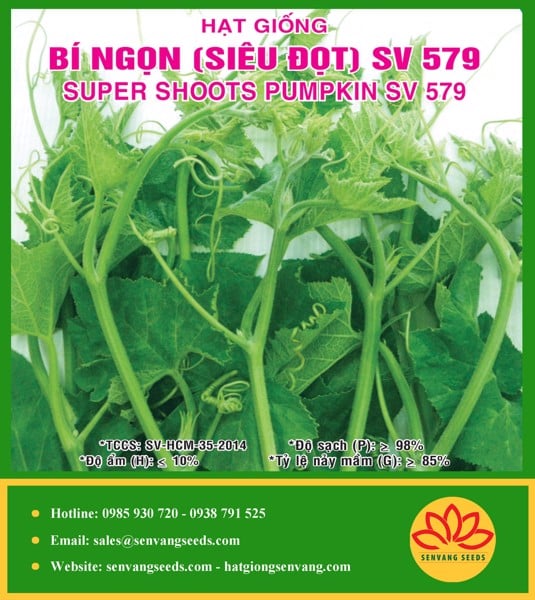 HẠT GIỐNG
BÍ NGỌN (SIÊU ĐỌT) SV 579
SUPER SHOOTS PUMPKIN SV 579
*TCCS: SV-HCM-35-2014
*Độ sạch (P): ≥ 98%
*Độ ẩm (H): ≤ 10%
*Tỷ lệ nảy mầm (G): ≥ 85%
Hotline: 0985 930 720 - 0938 791 525
Email: sales@senvangseeds.com
Website: senvangseeds.com - hatgiongsenvang.com
SENVANG SEEDS